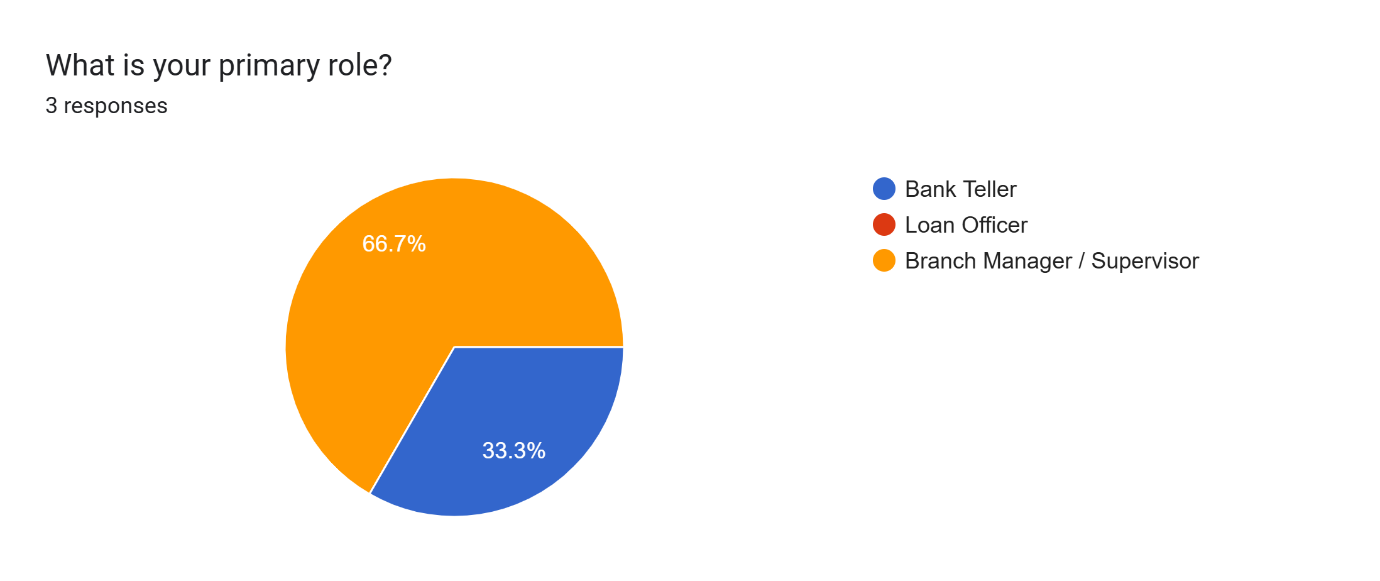 What is your primary role?
3 responses
66.7%
33.3%
Bank Teller
Loan Officer
Branch Manager / Supervisor